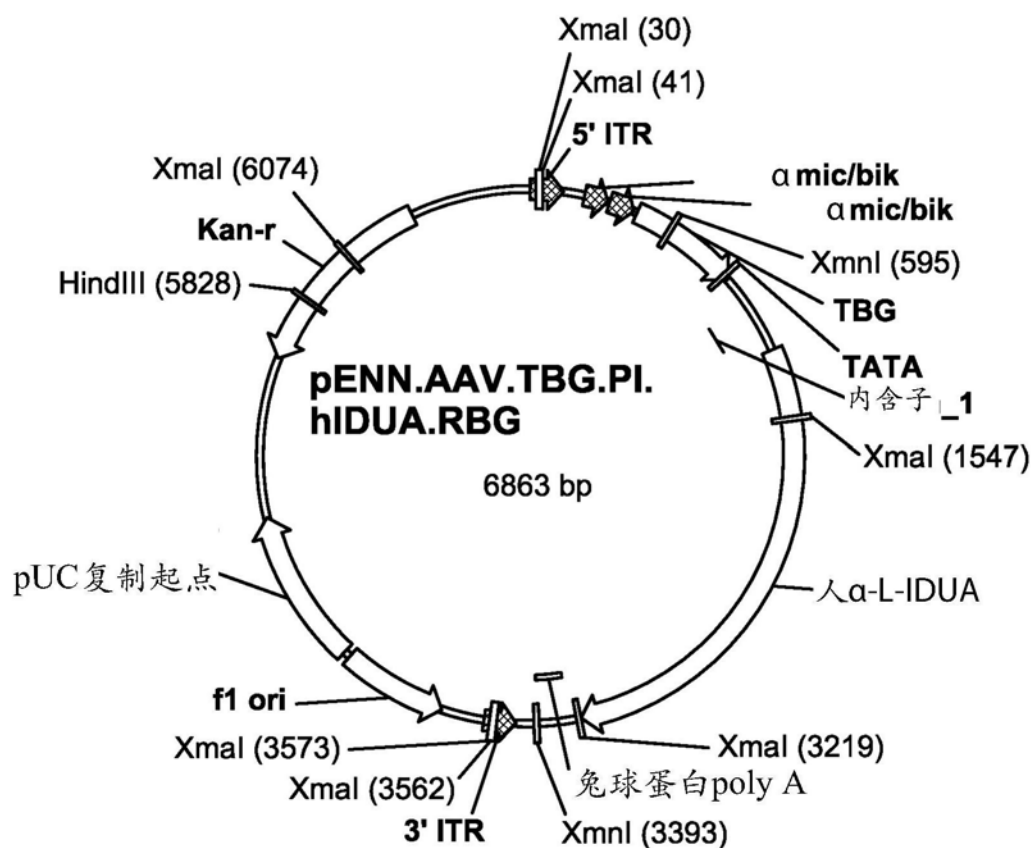 XmaI (30)
XmaI (41)
5' ITR
α mic/bik
α mic/bik
XmnI (595)
TBG
TATA
内含子_1
XmaI (1547)
人α-L-IDUA
XmaI (3219)
兔球蛋白poly A
XmnI (3393)
3' ITR
XmaI (3562)
XmaI (3573)
f1 ori
pUC复制起点
HindIII (5828)
Kan-r
XmaI (6074)
pENN.AAV.TBG.PI.
hIDUA.RBG
6863 bp